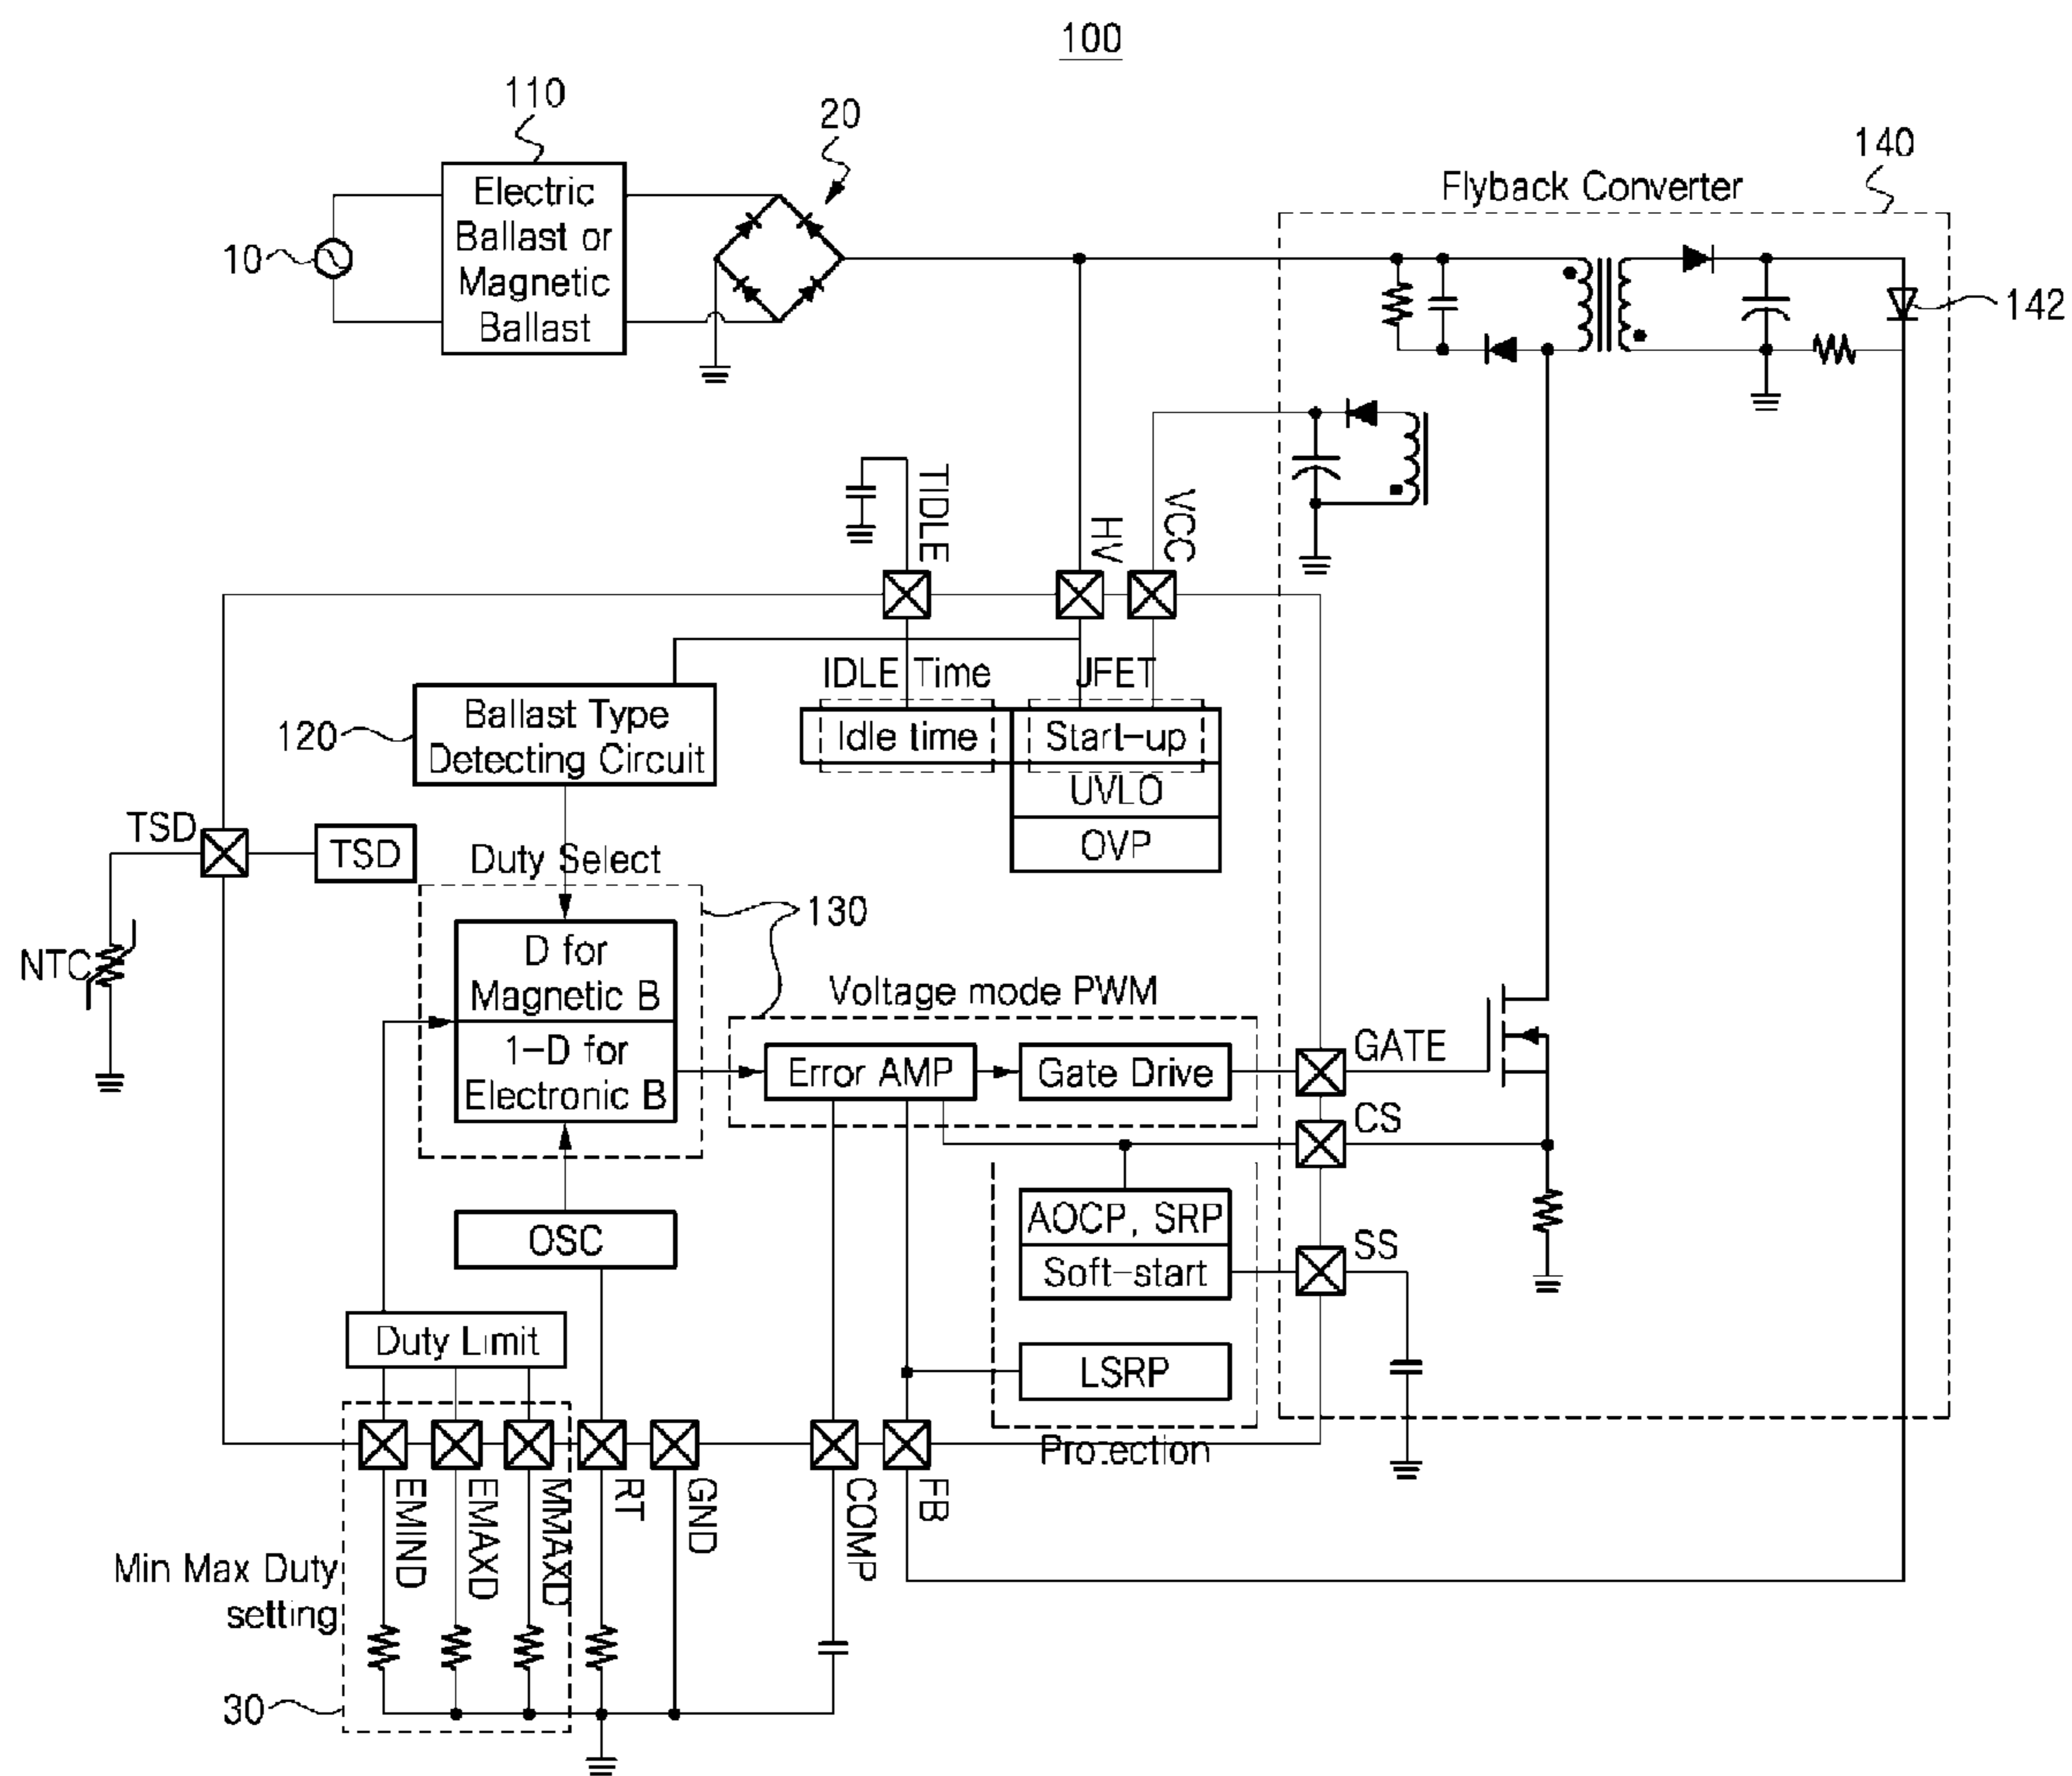 100
110
20
140
Flyback Converter
Electric
Ballast or
Magnetic
Ballast
10
142
TIDLE
HV
VCC
IDLE Time
JFET
Ballast Type
Detecting Circuit
120
Idle time
Start-up
UVLO
OVP
TSD
TSD
Duty Select
130
NTC
D for
Magnetic B
1-D for
Electronic B
Voltage mode PWM
Error AMP
Gate Drive
GATE
CS
AOCP, SRP
Soft-start
SS
OSC
Duty Limit
LSRP
Protection
EMIND
EMAXD
MMAXD
RT
GND
COMP
FB
Min Max Duty
setting
30